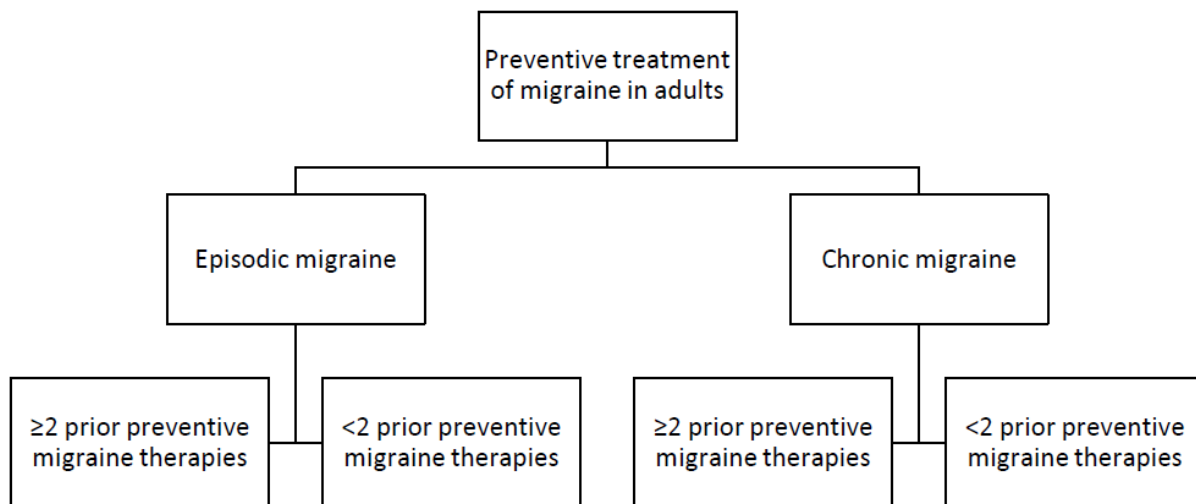 Preventive treatment
of migraine in adults
Episodic migraine
Chronic migraine
≥2 prior preventive
migraine therapies
<2 prior preventive
migraine therapies
≥2 prior preventive
migraine therapies
<2 prior preventive
migraine therapies